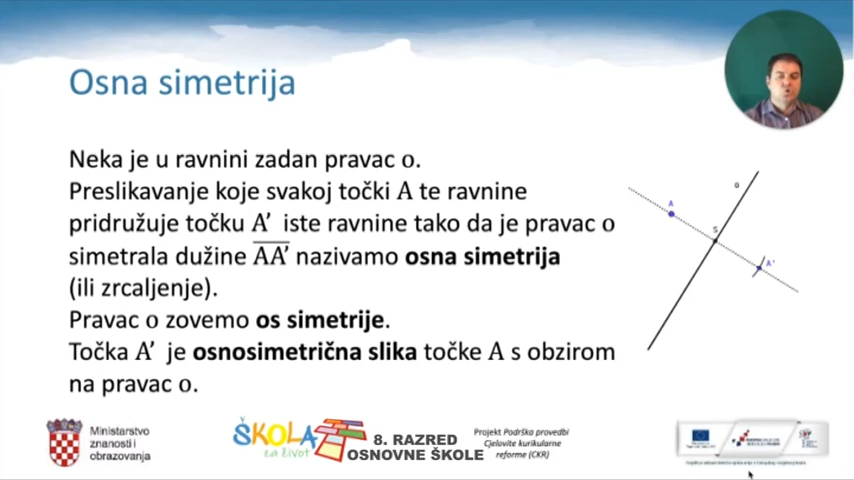 Osna simetrija
Neka je u ravnini zadan pravac o.
Preslikavanje koje svakoj točki A te ravnine
pridružuje točku A' iste ravnine tako da je pravac o
simetrala dužine AA' nazivamo osna simetrija
(ili zrcaljenje).
Pravac o zovemo os simetrije.
Točka A' je osnosimetrična slika točke A s obzirom
na pravac o.
o
A
S
A'
Ministarstvo
znanosti i
obrazovanja
ŠKOLA
za život
8. RAZRED
OSNOVNE ŠKOLE
Projekt Podrška provedbi
Cjelovite kurikularne
reforme (CKR)